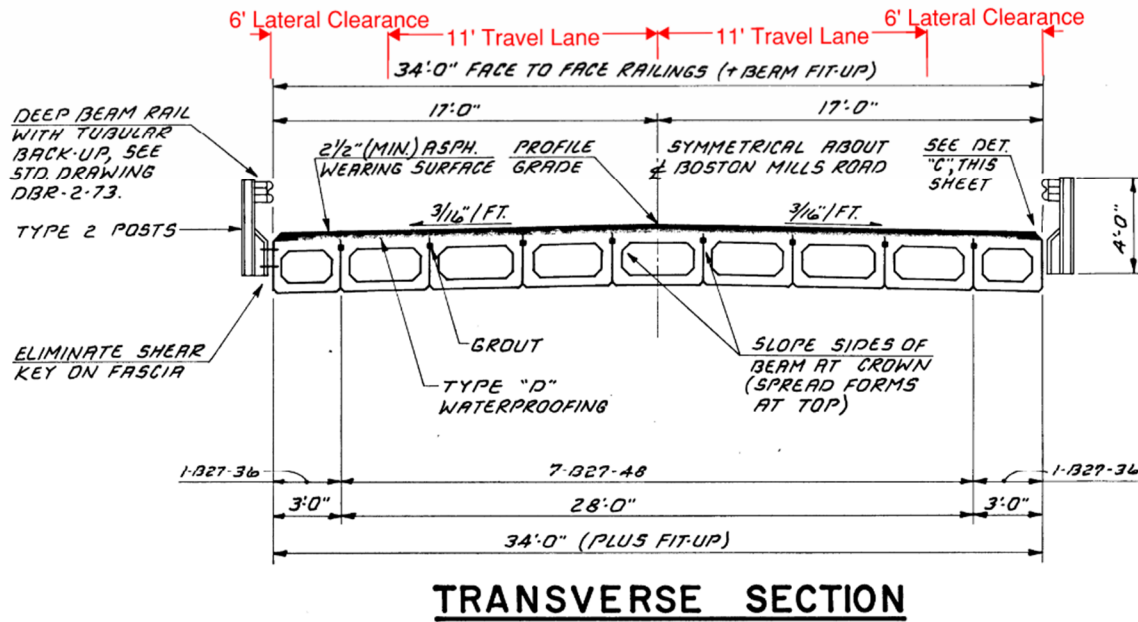 6' Lateral Clearance
11' Travel Lane
11' Travel Lane
6' Lateral Clearance
34'-0" FACE TO FACE RAILINGS (+ BEAM FIT-UP)
17'-0"
17'-0"
DEEP BEAM RAIL
WITH TUBULAR
BACK-UP, SEE
STD. DRAWING
DBR-2-73.
TYPE 2 POSTS
2 1/2" (MIN.) ASPH.
WEARING SURFACE
PROFILE
GRADE
SYMMETRICAL ABOUT
℄ BOSTON MILLS ROAD
SEE DET.
"C", THIS
SHEET
3/16" / FT.
3/16" / FT.
4'-0"
ELIMINATE SHEAR
KEY ON FASCIA
GROUT
TYPE "D"
WATERPROOFING
SLOPE SIDES OF
BEAM AT CROWN
(SPREAD FORMS
AT TOP)
1-B27-36
7-B27-48
1-B27-36
3'-0"
28'-0"
3'-0"
34'-0" (PLUS FIT-UP)
TRANSVERSE SECTION